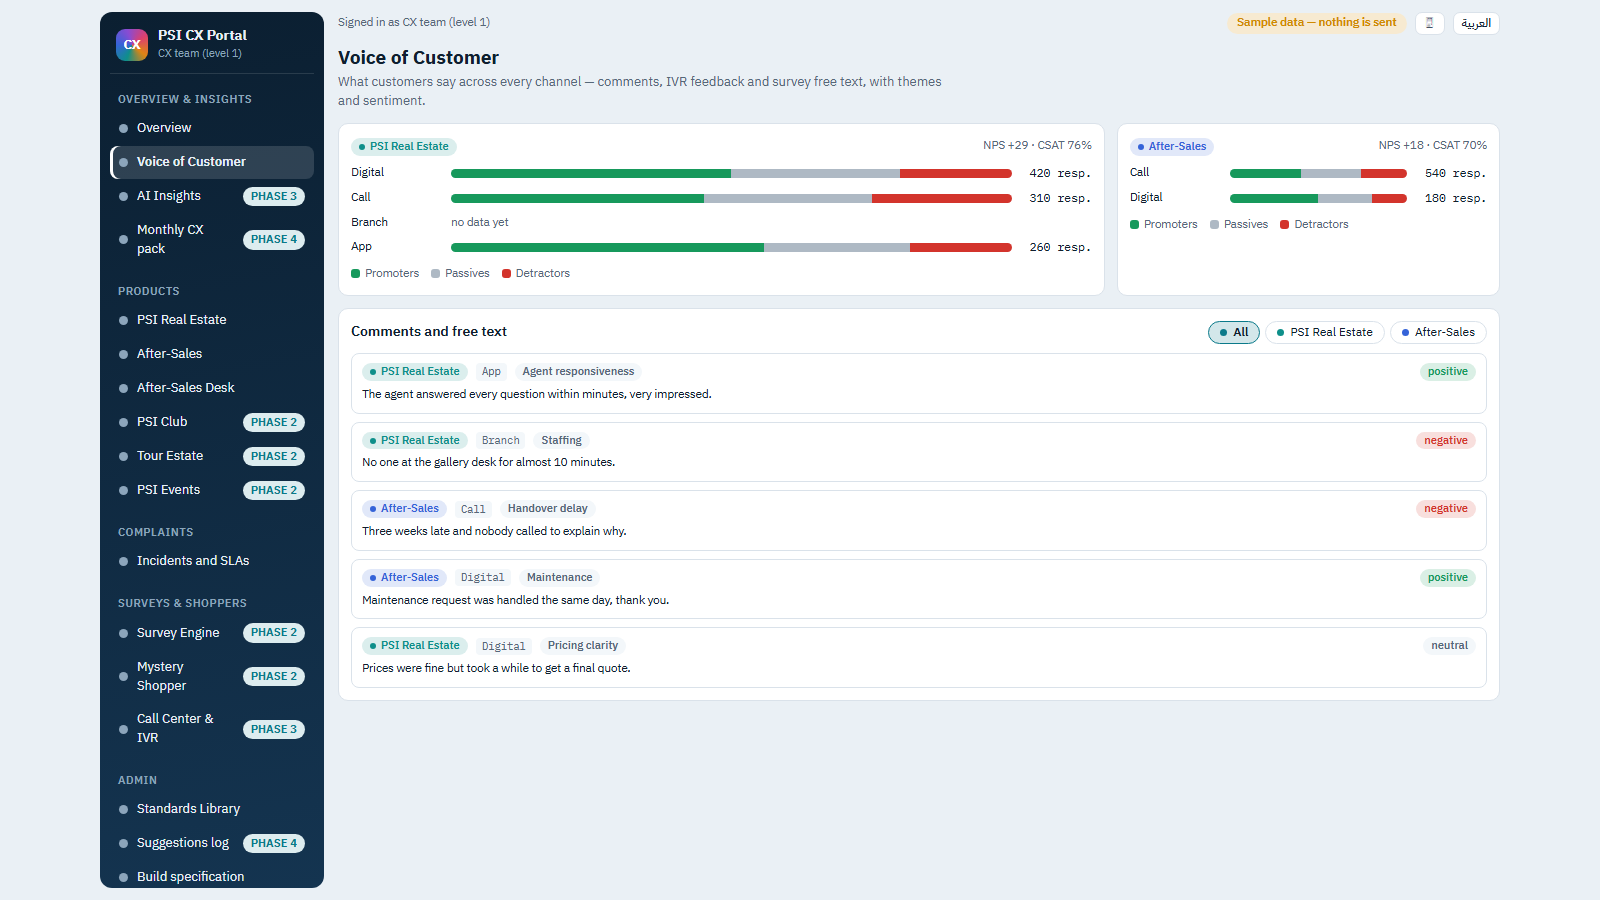 CX
PSI CX Portal
CX team (level 1)
OVERVIEW & INSIGHTS
Overview
Voice of Customer
AI Insights PHASE 3
Monthly CX
pack
PHASE 4
PRODUCTS
PSI Real Estate
After-Sales
After-Sales Desk
PSI Club PHASE 2
Tour Estate PHASE 2
PSI Events PHASE 2
COMPLAINTS
Incidents and SLAs
SURVEYS & SHOPPERS
Survey Engine PHASE 2
Mystery
Shopper
PHASE 2
Call Center &
IVR
PHASE 3
ADMIN
Standards Library
Suggestions log PHASE 4
Build specification
Signed in as CX team (level 1)
Sample data — nothing is sent
العربية
Voice of Customer
What customers say across every channel — comments, IVR feedback and survey free text, with themes
and sentiment.
PSI Real Estate NPS +29 · CSAT 76%
Digital 420 resp.
Call 310 resp.
Branch no data yet
App 260 resp.
Promoters Passives Detractors
After-Sales NPS +18 · CSAT 70%
Call 540 resp.
Digital 180 resp.
Promoters Passives Detractors
Comments and free text
All PSI Real Estate After-Sales
PSI Real Estate App Agent responsiveness positive
The agent answered every question within minutes, very impressed.
PSI Real Estate Branch Staffing negative
No one at the gallery desk for almost 10 minutes.
After-Sales Call Handover delay negative
Three weeks late and nobody called to explain why.
After-Sales Digital Maintenance positive
Maintenance request was handled the same day, thank you.
PSI Real Estate Digital Pricing clarity neutral
Prices were fine but took a while to get a final quote.